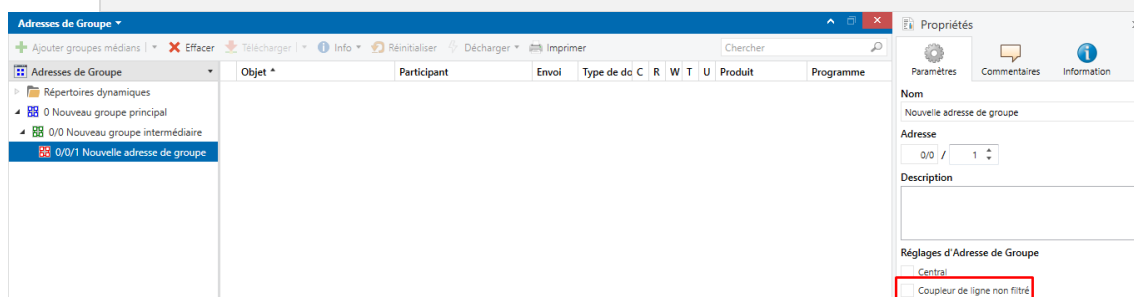 Adresses de Groupe
Propriétés
Ajouter groupes médians | Effacer Télécharger | Info Réinitialiser Décharger Imprimer Chercher
Paramètres Commentaires Information
Adresses de Groupe Objet Participant Envoi Type de do C R W T U Produit Programme
Répertoires dynamiques
0 Nouveau groupe principal
0/0 Nouveau groupe intermédiaire
0/0/1 Nouvelle adresse de groupe
Nom
Nouvelle adresse de groupe
Adresse
0/0 / 1
Description
Réglages d'Adresse de Groupe
Central
Coupleur de ligne non filtré